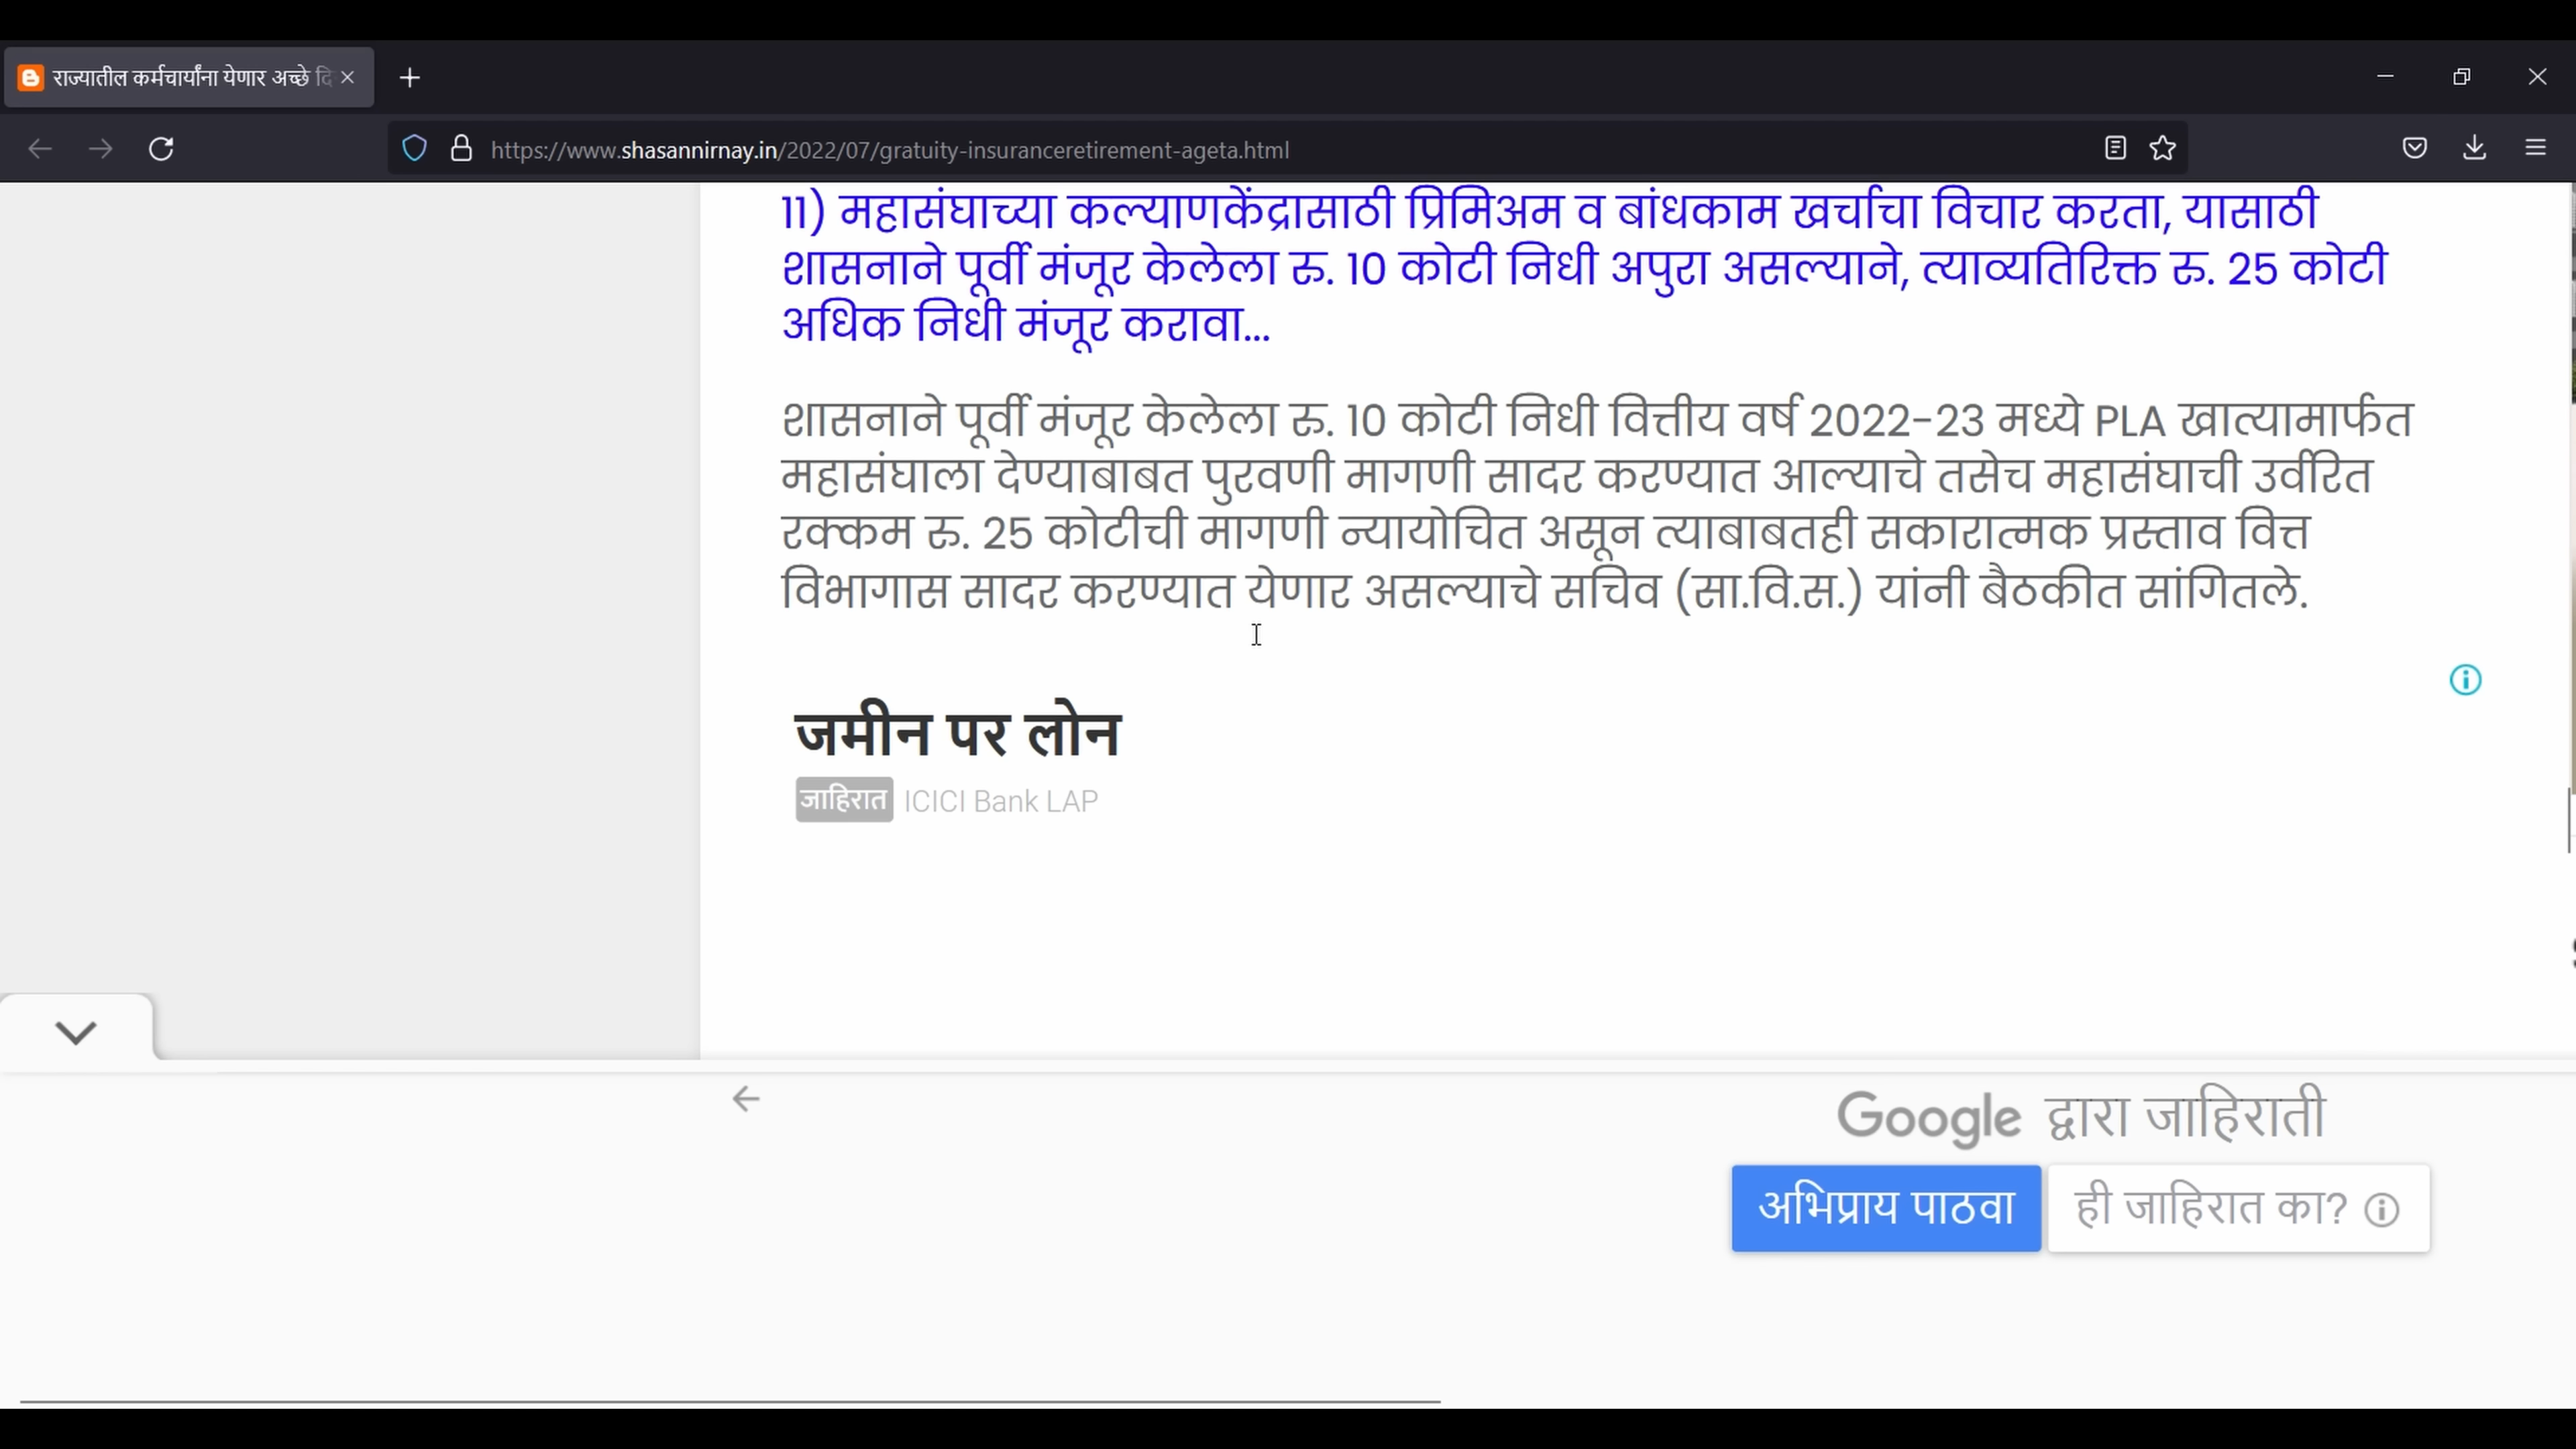 राज्यातील कर्मचार्यांना येणार अच्छे दि
https://www.shasannirnay.in/2022/07/gratuity-insuranceretirement-ageta.html
11) महासंघाच्या कल्याणकेंद्रासाठी प्रिमिअम व बांधकाम खर्चाचा विचार करता, यासाठी
शासनाने पूर्वी मंजूर केलेला रु. 10 कोटी निधी अपुरा असल्याने, त्याव्यतिरिक्त रु. 25 कोटी
अधिक निधी मंजूर करावा...
शासनाने पूर्वी मंजूर केलेला रु. 10 कोटी निधी वित्तीय वर्ष 2022-23 मध्ये PLA खात्यामार्फत
महासंघाला देण्याबाबत पुरवणी मागणी सादर करण्यात आल्याचे तसेच महासंघाची उर्वरित
रक्कम रु. 25 कोटीची मागणी न्यायोचित असून त्याबाबतही सकारात्मक प्रस्ताव वित्त
विभागास सादर करण्यात येणार असल्याचे सचिव (सा.वि.स.) यांनी बैठकीत सांगितले.
जमीन पर लोन
जाहिरात ICICI Bank LAP
Google द्वारा जाहिराती
अभिप्राय पाठवा ही जाहिरात का?